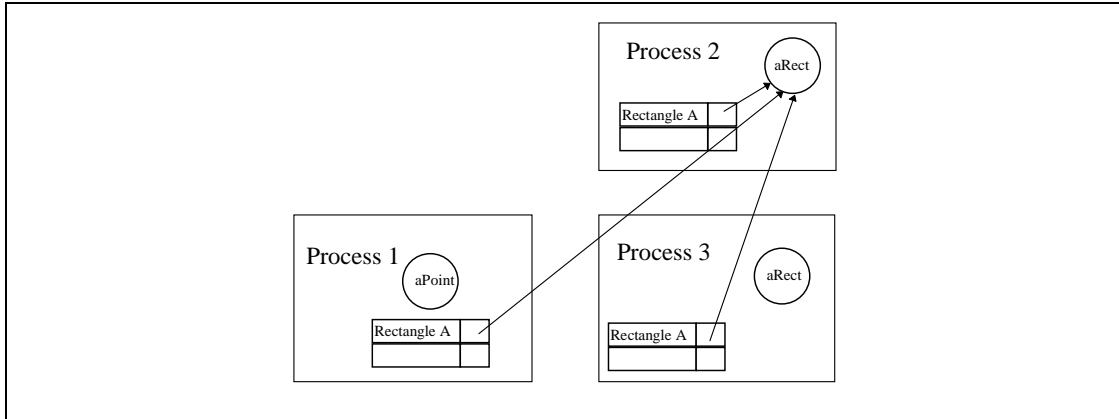 Process 2
aRect
Rectangle A
Process 1
aPoint
Rectangle A
Process 3
aRect
Rectangle A